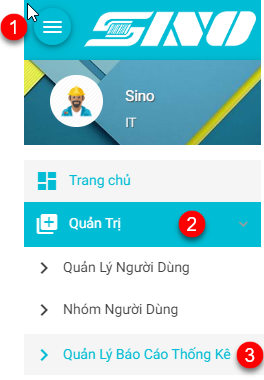 1
SINO
Sino
IT
Trang chủ
Quản Trị 2
Quản Lý Người Dùng
Nhóm Người Dùng
Quản Lý Báo Cáo Thống Kê 3